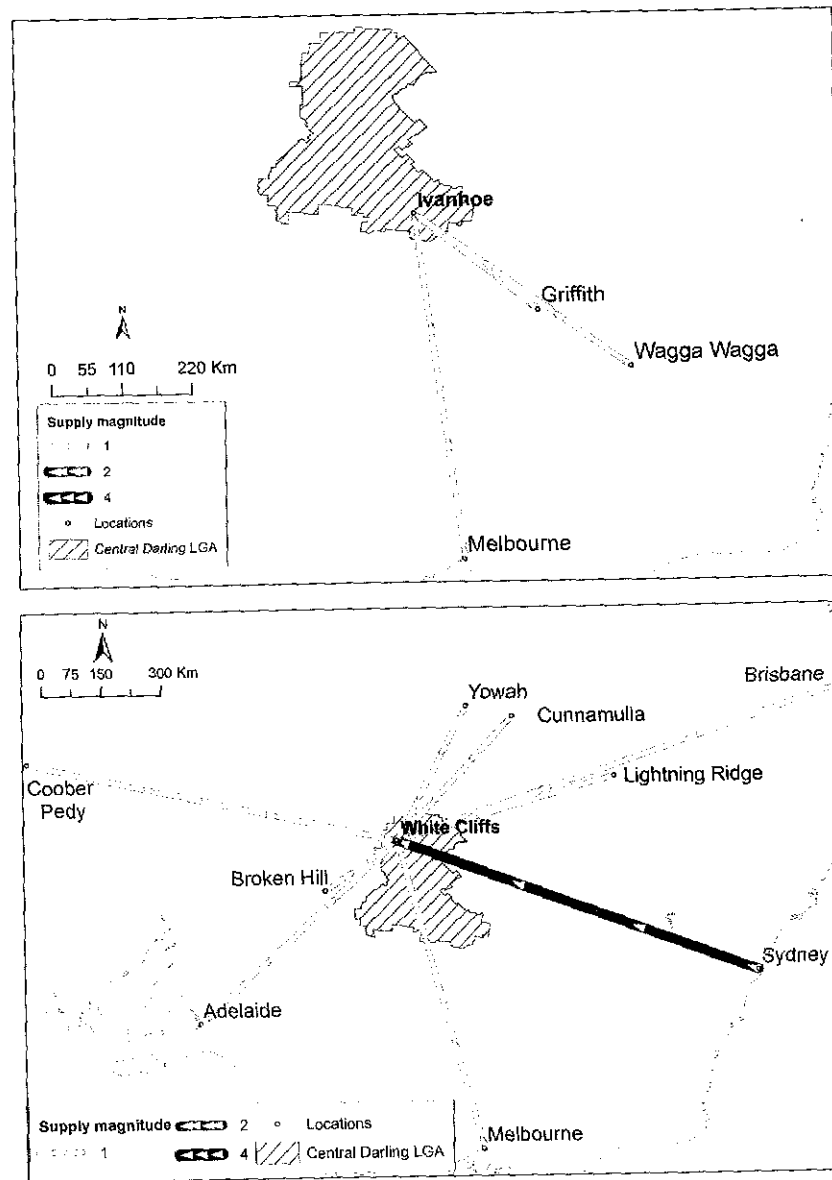 Ivanhoe
Griffith
Wagga Wagga
Melbourne
N
0 55 110 220 Km
Supply magnitude
1
2
4
Locations
Central Darling LGA
N
0 75 150 300 Km
Yowah
Cunnamulla
Brisbane
Lightning Ridge
Coober
Pedy
White Cliffs
Broken Hill
Sydney
Adelaide
Melbourne
Supply magnitude 2 Locations
1 4 Central Darling LGA